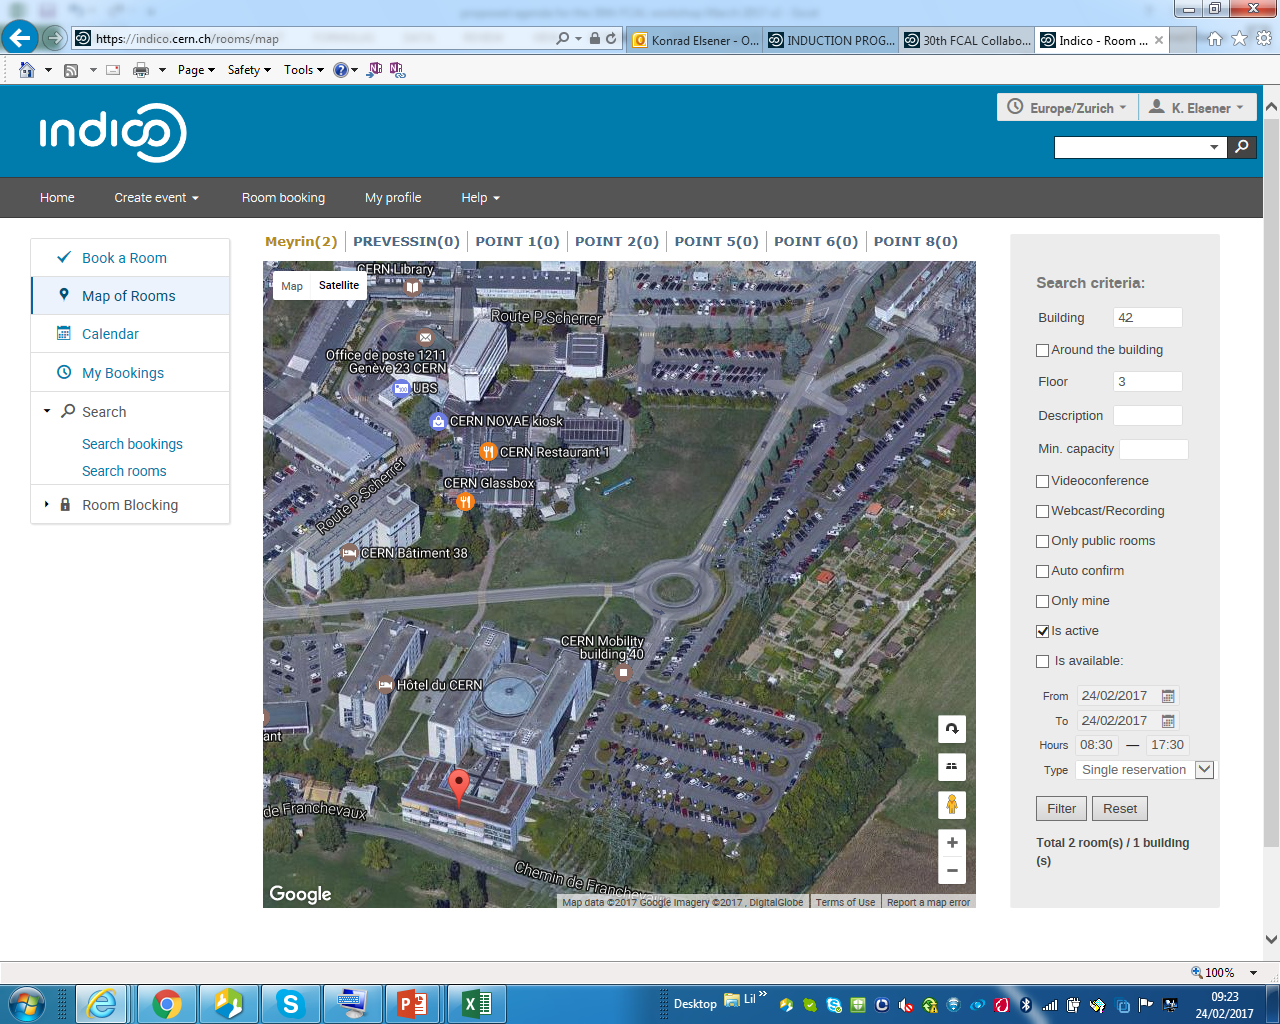 https://indico.cern.ch/rooms/map
Konrad Elsener - O...
INDUCTION PROG...
30th FCAL Collabo...
Indico - Room ...
Page
Safety
Tools
indico
Europe/Zurich
K. Elsener
Home
Create event
Room booking
My profile
Help
Book a Room
Map of Rooms
Calendar
My Bookings
Search
Search bookings
Search rooms
Room Blocking
Meyrin(2)
PREVESSIN(0)
POINT 1(0)
POINT 2(0)
POINT 5(0)
POINT 6(0)
POINT 8(0)
CERN Library
Map
Satellite
Route P.Scherrer
Office de poste 1211
Genève 23 CERN
UBS
CERN NOVAE kiosk
CERN Restaurant 1
CERN Glassbox
Route P.Scherrer
CERN Bâtiment 38
CERN Mobility
building 40
Hôtel du CERN
ant
de Franchevaux
Chemin de Franchevaux
Google
Map data ©2017 Google Imagery ©2017 , DigitalGlobe
Terms of Use
Report a map error
Search criteria:
Building 42
Around the building
Floor 3
Description
Min. capacity
Videoconference
Webcast/Recording
Only public rooms
Auto confirm
Only mine
Is active
Is available:
From 24/02/2017
To 24/02/2017
Hours 08:30 — 17:30
Type Single reservation
Filter
Reset
Total 2 room(s) / 1 building
(s)
100%
Desktop
Lil
09:23
24/02/2017